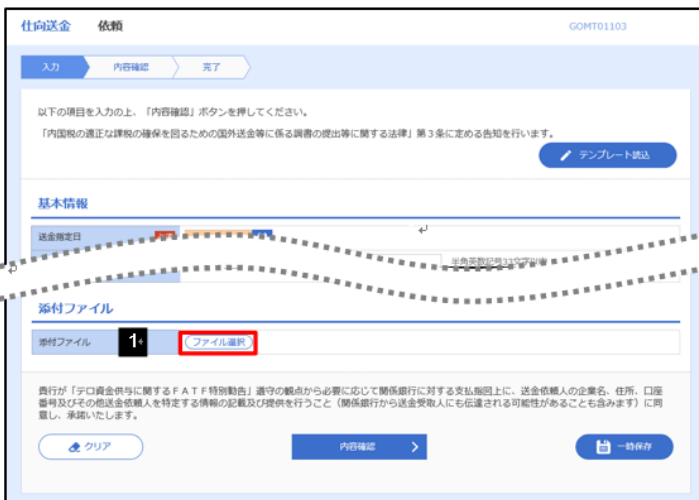 仕向送金 依頼 GOMT01103
入力 内容確認 完了
以下の項目を入力の上、「内容確認」ボタンを押してください。
「内国税の適正な課税の確保を図るための国外送金等に係る調書の提出等に関する法律」第3条に定める告知を行います。
テンプレート読込
基本情報
送金指定日
半角英数記号33文字以内
添付ファイル
添付ファイル 1 ファイル選択
貴行が「テロ資金供与に関するFATF特別勧告」遵守の観点から必要に応じて関係銀行に対する支払指図上に、送金依頼人の企業名、住所、口座
番号及びその他送金依頼人を特定する情報の記載及び提供を行うこと（関係銀行から送金受取人にも伝達される可能性があることも含みます）に同
意し、承諾いたします。
クリア 内容確認 一時保存